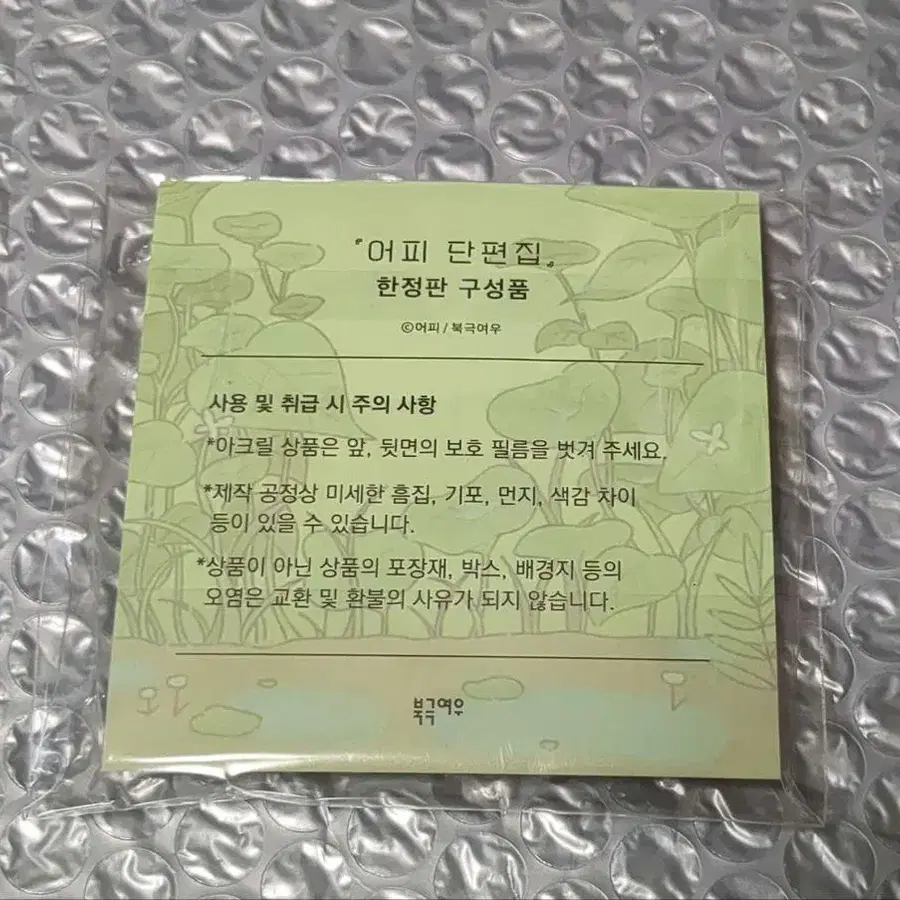 『어피 단편집』
한정판 구성품
©어피 / 북극여우
사용 및 취급 시 주의 사항
*아크릴 상품은 앞, 뒷면의 보호 필름을 벗겨 주세요.
*제작 공정상 미세한 흠집, 기포, 먼지, 색감 차이
등이 있을 수 있습니다.
*상품이 아닌 상품의 포장재, 박스, 배경지 등의
오염은 교환 및 환불의 사유가 되지 않습니다.
북극여우